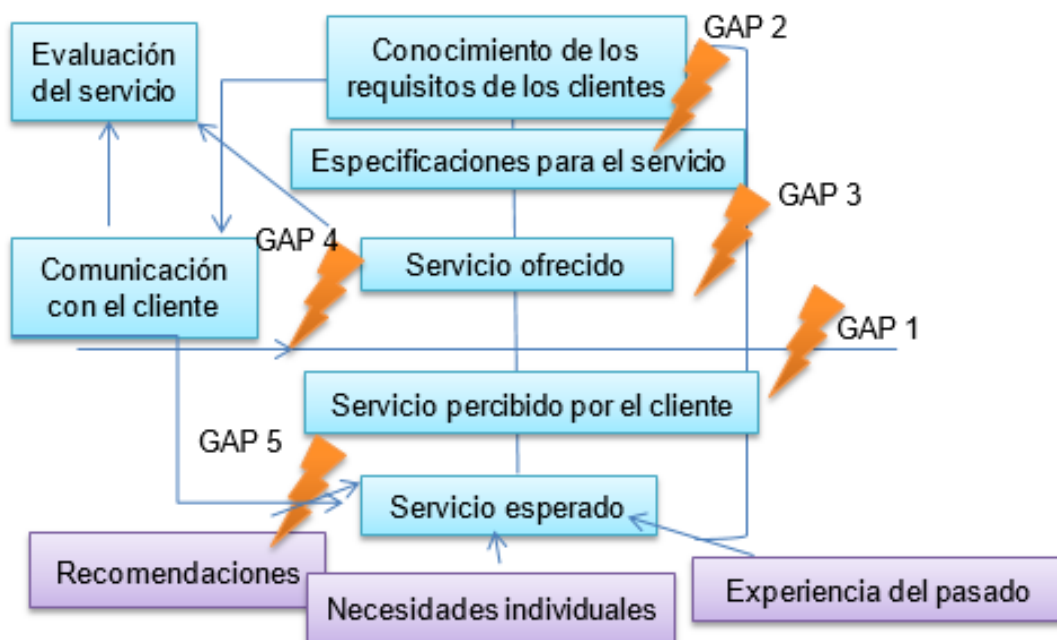 GAP 2
Evaluación
del servicio
Conocimiento de los
requisitos de los clientes
Especificaciones para el servicio
GAP 3
GAP 4
Comunicación
con el cliente
Servicio ofrecido
GAP 1
Servicio percibido por el cliente
GAP 5
Servicio esperado
Recomendaciones
Necesidades individuales
Experiencia del pasado